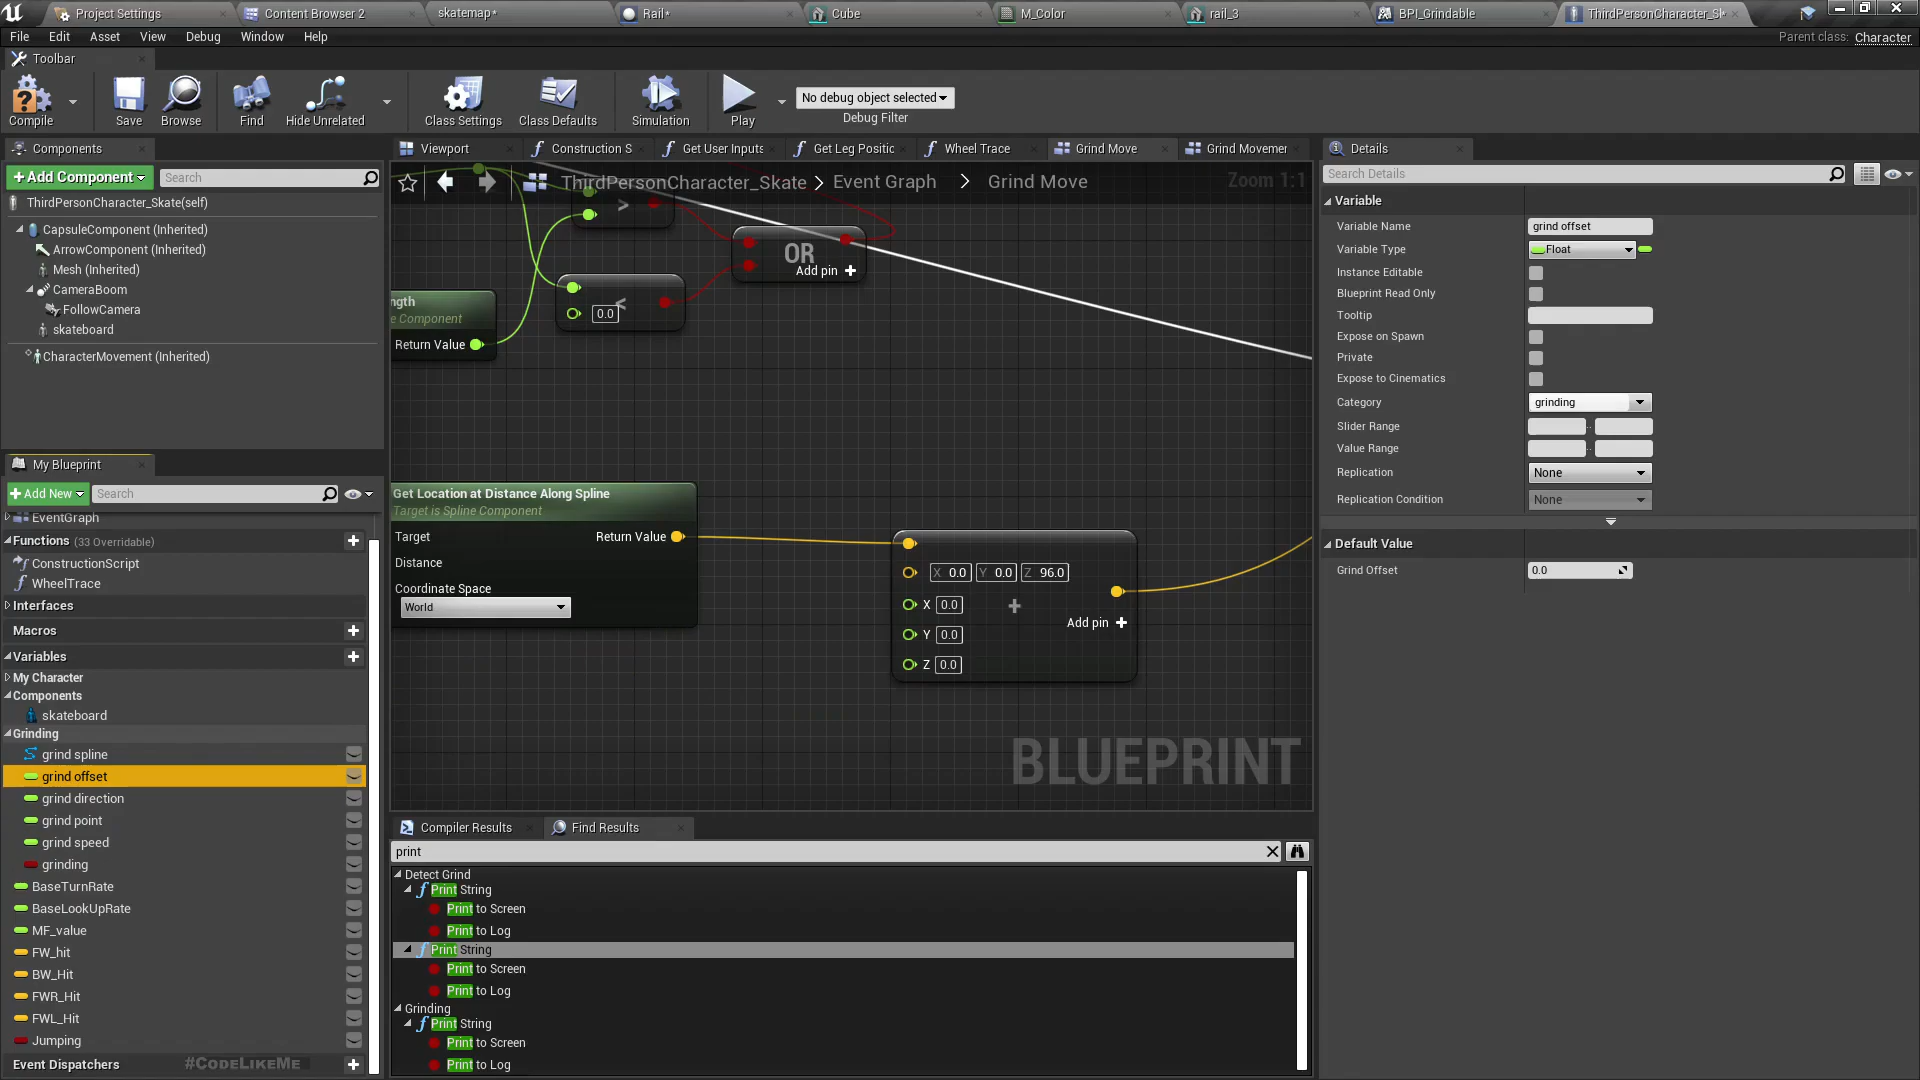 Project Settings
Content Browser 2
skatemap*
Rail*
Cube
M_Color
rail_3
BPI_Grindable
ThirdPersonCharacter_Sk
File Edit Asset View Debug Window Help
Parent class: Character
Toolbar
Compile
Save
Browse
Find
Hide Unrelated
Class Settings
Class Defaults
Simulation
Play
No debug object selected
Debug Filter
Components
+Add Component
Search
ThirdPersonCharacter_Skate(self)
CapsuleComponent (Inherited)
ArrowComponent (Inherited)
Mesh (Inherited)
CameraBoom
FollowCamera
skateboard
CharacterMovement (Inherited)
My Blueprint
+Add New
Search
EventGraph
Functions (33 Overridable)
ConstructionScript
WheelTrace
Interfaces
Macros
Variables
My Character
Components
skateboard
Grinding
grind spline
grind offset
grind direction
grind point
grind speed
grinding
BaseTurnRate
BaseLookUpRate
MF_value
FW_hit
BW_Hit
FWR_Hit
FWL_Hit
Jumping
Event Dispatchers
#CodeLikeMe
Viewport
Construction S
Get User Inputs
Get Leg Positic
Wheel Trace
Grind Move
Grind Movemer
ThirdPersonCharacter_Skate > Event Graph > Grind Move
Zoom 1:1
>
OR
Add pin +
<
0.0
ngth
e Component
Return Value
Get Location at Distance Along Spline
Target is Spline Component
Target
Return Value
Distance
Coordinate Space
World
X 0.0 Y 0.0 Z 96.0
X 0.0
Y 0.0
Z 0.0
+
Add pin +
BLUEPRINT
Compiler Results
Find Results
print
Detect Grind
Print String
Print to Screen
Print to Log
Print String
Print to Screen
Print to Log
Grinding
Print String
Print to Screen
Print to Log
Details
Search Details
Variable
Variable Name grind offset
Variable Type Float
Instance Editable
Blueprint Read Only
Tooltip
Expose on Spawn
Private
Expose to Cinematics
Category grinding
Slider Range
Value Range
Replication None
Replication Condition None
Default Value
Grind Offset 0.0